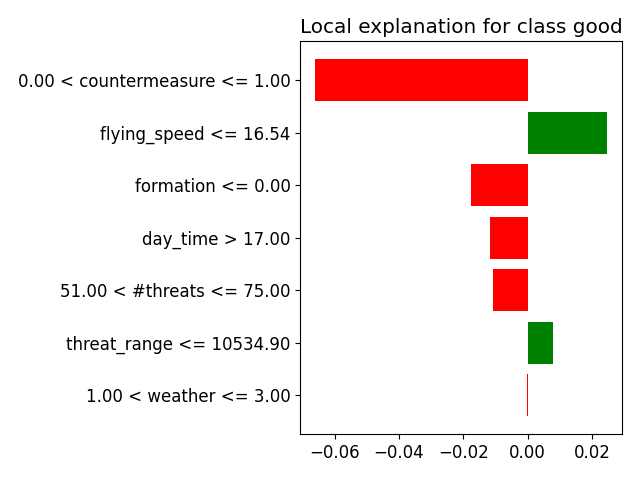 Local explanation for class good
0.00 < countermeasure <= 1.00
flying_speed <= 16.54
formation <= 0.00
day_time > 17.00
51.00 < #threats <= 75.00
threat_range <= 10534.90
1.00 < weather <= 3.00
−0.06 −0.04 −0.02 0.00 0.02